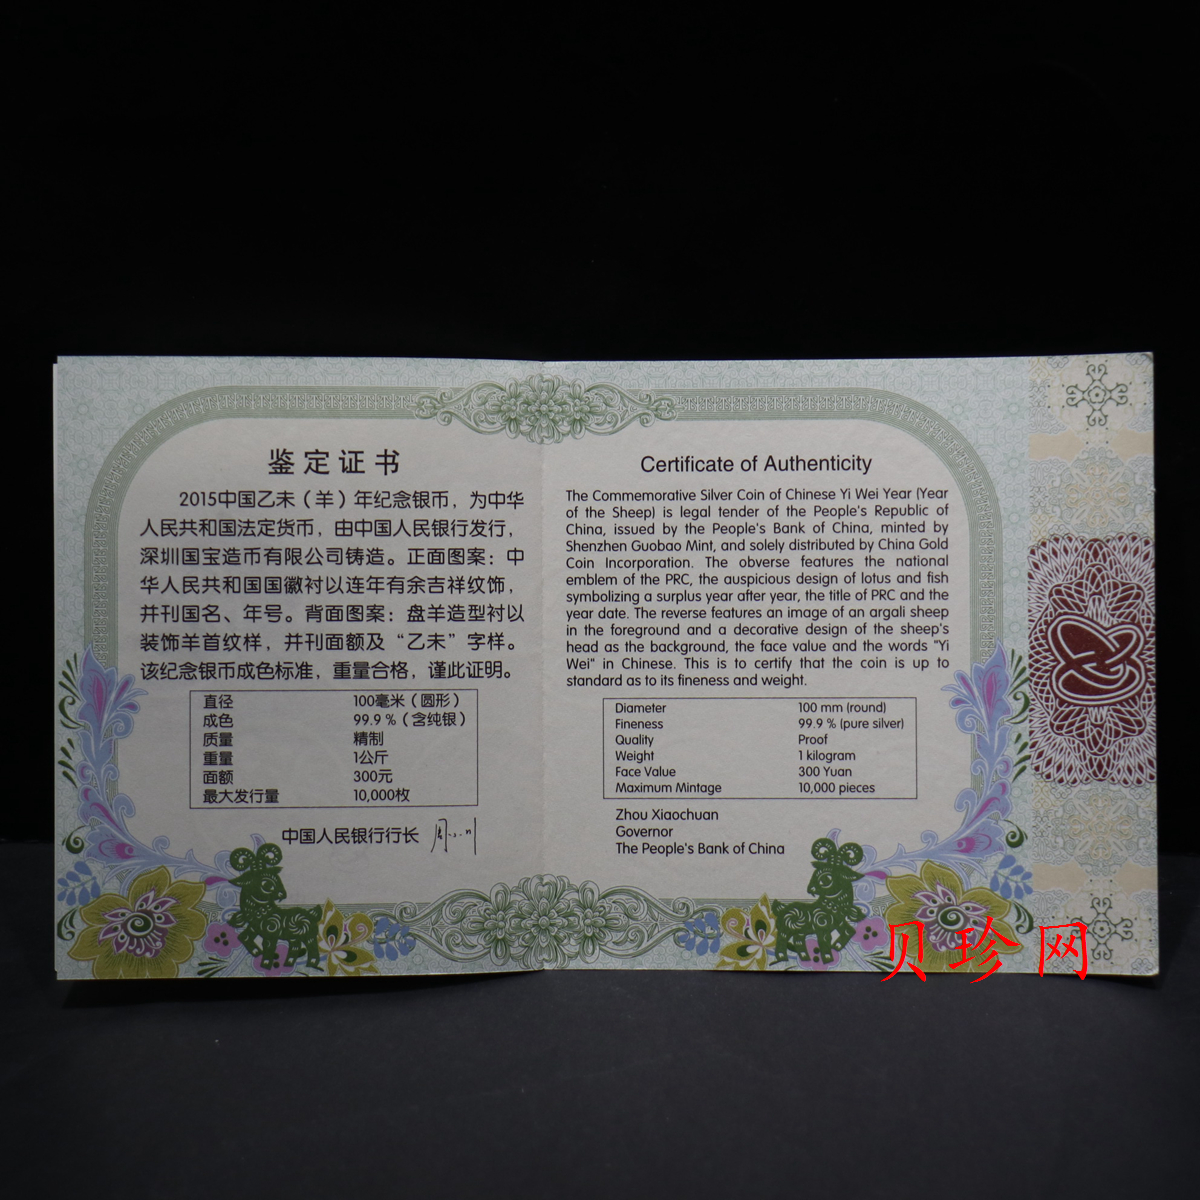 鉴定证书
2015中国乙未（羊）年纪念银币，为中华
人民共和国法定货币，由中国人民银行发行，
深圳国宝造币有限公司铸造。正面图案：中
华人民共和国国徽衬以连年有余吉祥纹饰，
并刊国名、年号。背面图案：盘羊造型衬以
装饰羊首纹样，并刊面额及“乙未”字样。
该纪念银币成色标准，重量合格，谨此证明。
直径 100毫米（圆形）
成色 99.9％（含纯银）
质量 精制
重量 1公斤
面额 300元
最大发行量 10,000枚
中国人民银行行长
Certificate of Authenticity
The Commemorative Silver Coin of Chinese Yi Wei Year (Year
of the Sheep) is legal tender of the People's Republic of
China, issued by the People's Bank of China, minted by
Shenzhen Guobao Mint, and solely distributed by China Gold
Coin Incorporation. The obverse features the national
emblem of the PRC, the auspicious design of lotus and fish
symbolizing a surplus year after year, the title of PRC and the
year date. The reverse features an image of an argali sheep
in the foreground and a decorative design of the sheep's
head as the background, the face value and the words "Yi
Wei" in Chinese. This is to certify that the coin is up to
standard as to its fineness and weight.
Diameter 100 mm (round)
Fineness 99.9 % (pure silver)
Quality Proof
Weight 1 kilogram
Face Value 300 Yuan
Maximum Mintage 10,000 pieces
Zhou Xiaochuan
Governor
The People's Bank of China
贝珍网